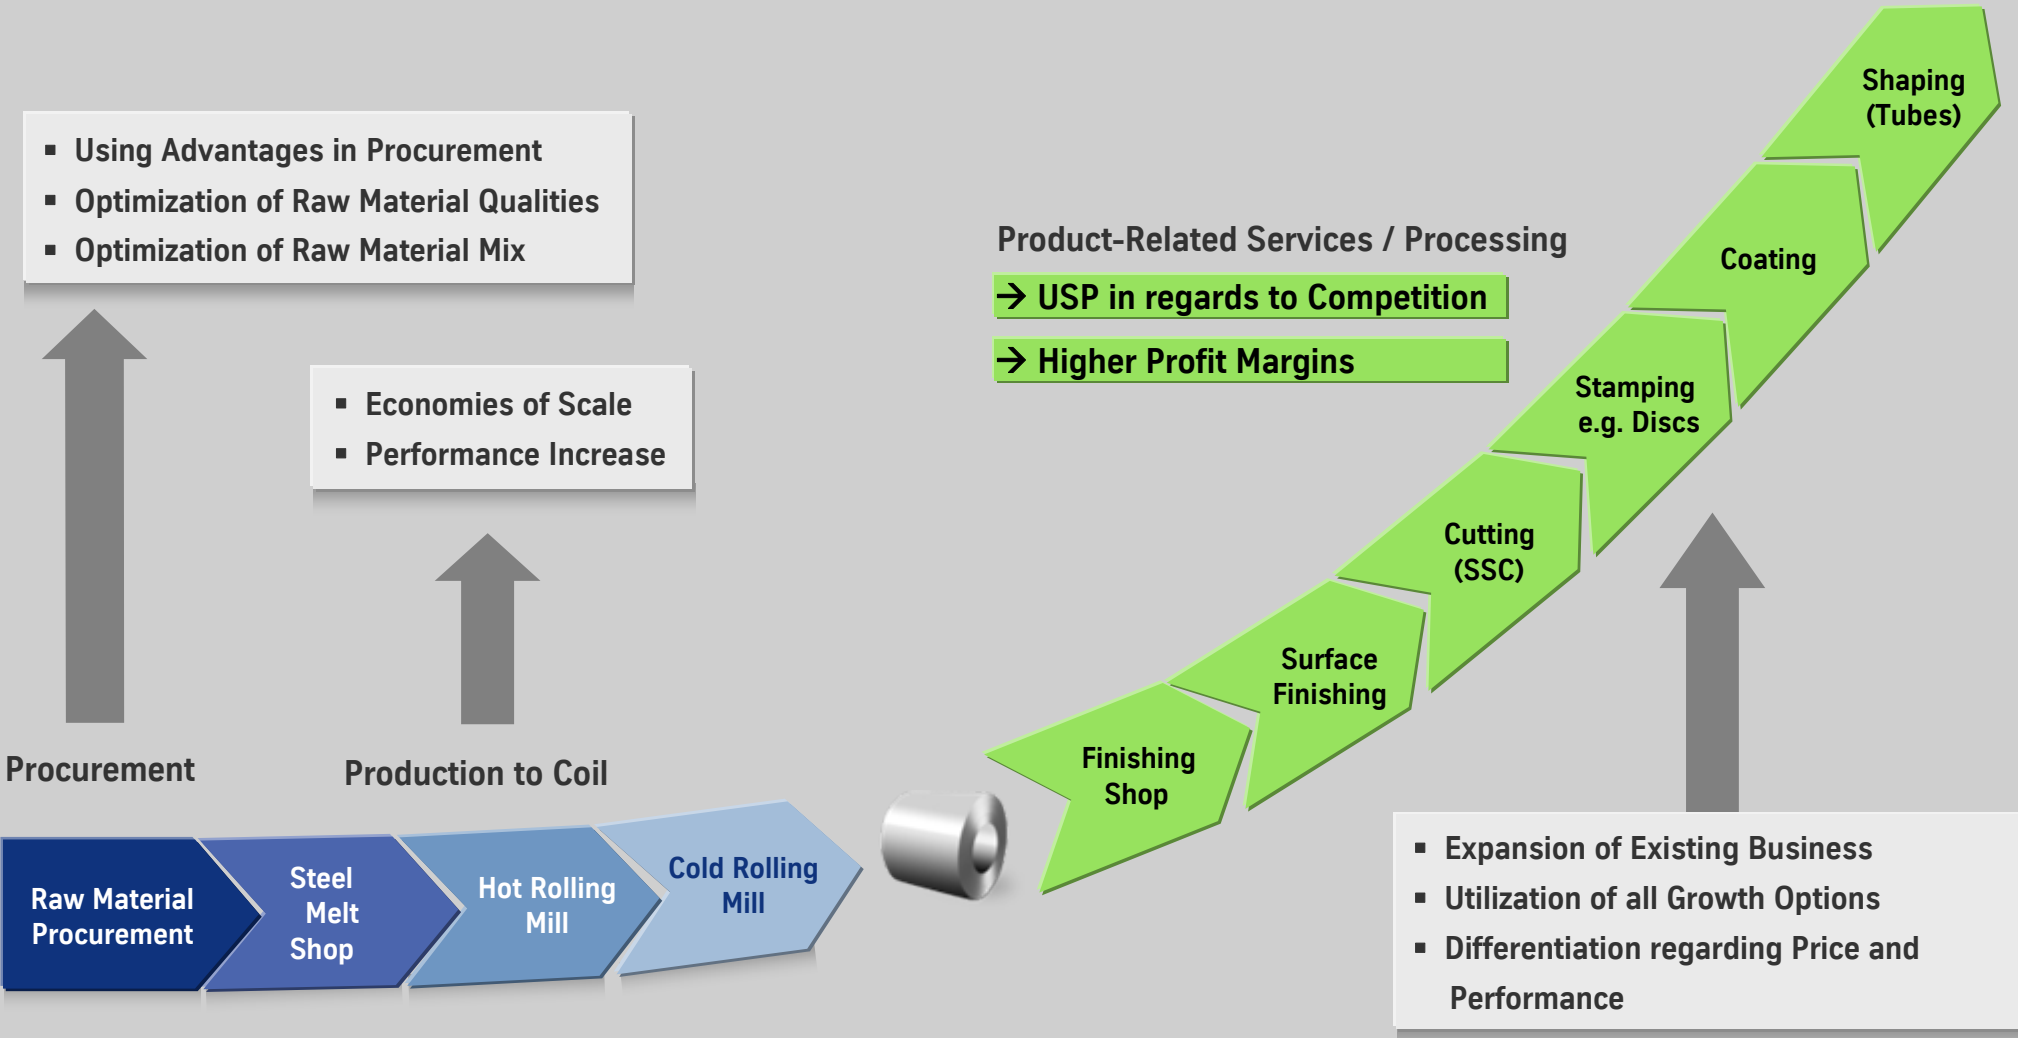 ▪ Using Advantages in Procurement
▪ Optimization of Raw Material Qualities
▪ Optimization of Raw Material Mix
▪ Economies of Scale
▪ Performance Increase
Procurement
Production to Coil
Raw Material
Procurement
Steel
Melt
Shop
Hot Rolling
Mill
Cold Rolling
Mill
Product-Related Services / Processing
→ USP in regards to Competition
→ Higher Profit Margins
Finishing
Shop
Surface
Finishing
Cutting
(SSC)
Stamping
e.g. Discs
Coating
Shaping
(Tubes)
▪ Expansion of Existing Business
▪ Utilization of all Growth Options
▪ Differentiation regarding Price and
Performance